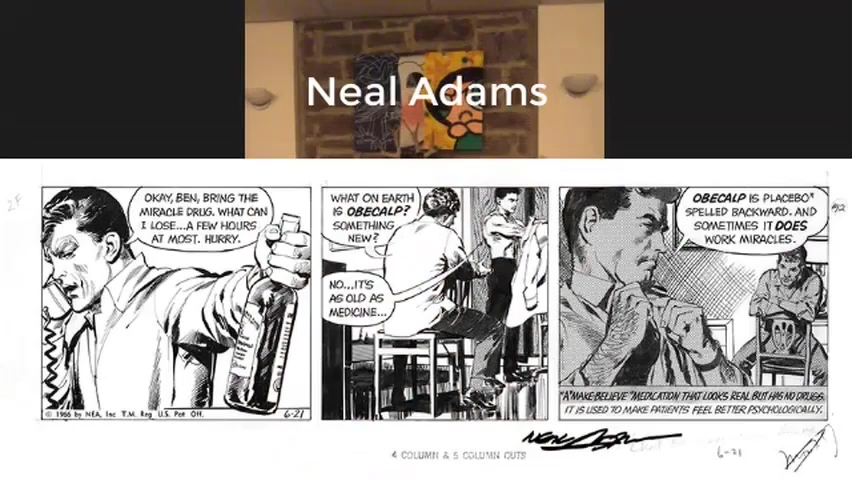 Neal Adams
OKAY, BEN, BRING THE
MIRACLE DRUG. WHAT CAN
I LOSE...A FEW HOURS
AT MOST. HURRY.
© 1966 by NEA, Inc T.M. Reg U.S. Pat Off.
6-21
WHAT ON EARTH
IS OBECALP?
SOMETHING
NEW?
NO...IT'S
AS OLD AS
MEDICINE...
OBECALP IS PLACEBO*
SPELLED BACKWARD. AND
SOMETIMES IT DOES
WORK MIRACLES.
*A"MAKE-BELIEVE"MEDICATION THAT LOOKS REAL BUT HAS NO DRUGS.
IT IS USED TO MAKE PATIENTS FEEL BETTER PSYCHOLOGICALLY.
Neal Adams
4 COLUMN & 5 COLUMN CUTS
6-21